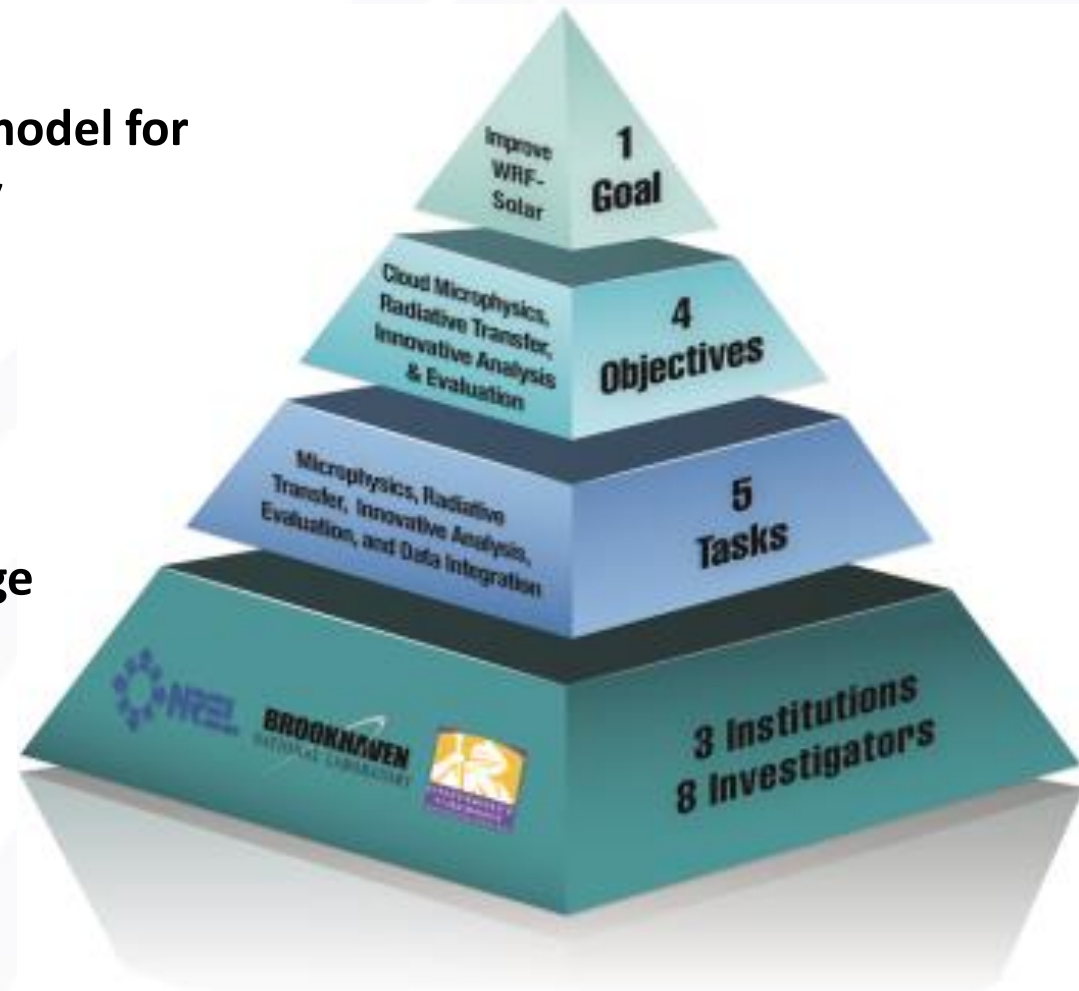 model for
ge
Improve
WRF-
Solar
1
Goal
Cloud Microphysics,
Radiative Transfer,
Innovative Analysis
& Evaluation
4
Objectives
Microphysics, Radiative
Transfer, Innovative Analysis,
Evaluation, and Data Integration
5
Tasks
NREL
BROOKHAVEN
NATIONAL LABORATORY
3 Institutions
8 Investigators